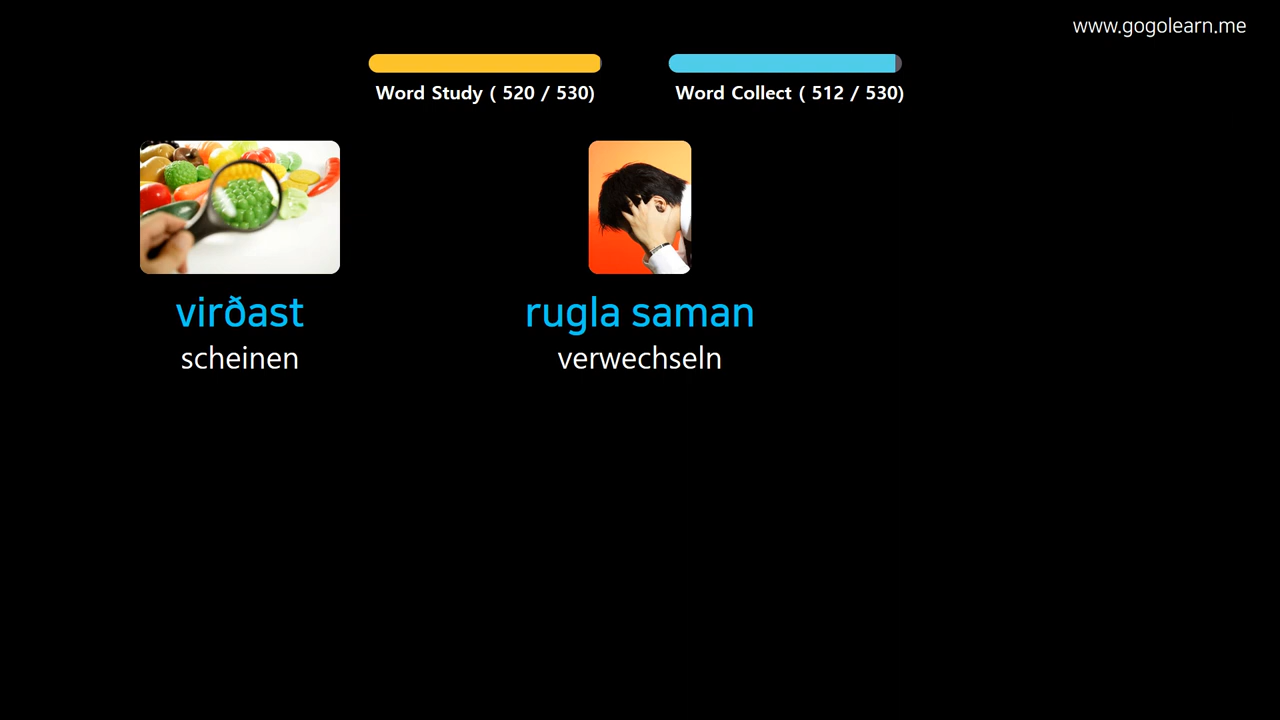 www.gogolearn.me
Word Study ( 520 / 530)
Word Collect ( 512 / 530)
virðast
scheinen
rugla saman
verwechseln